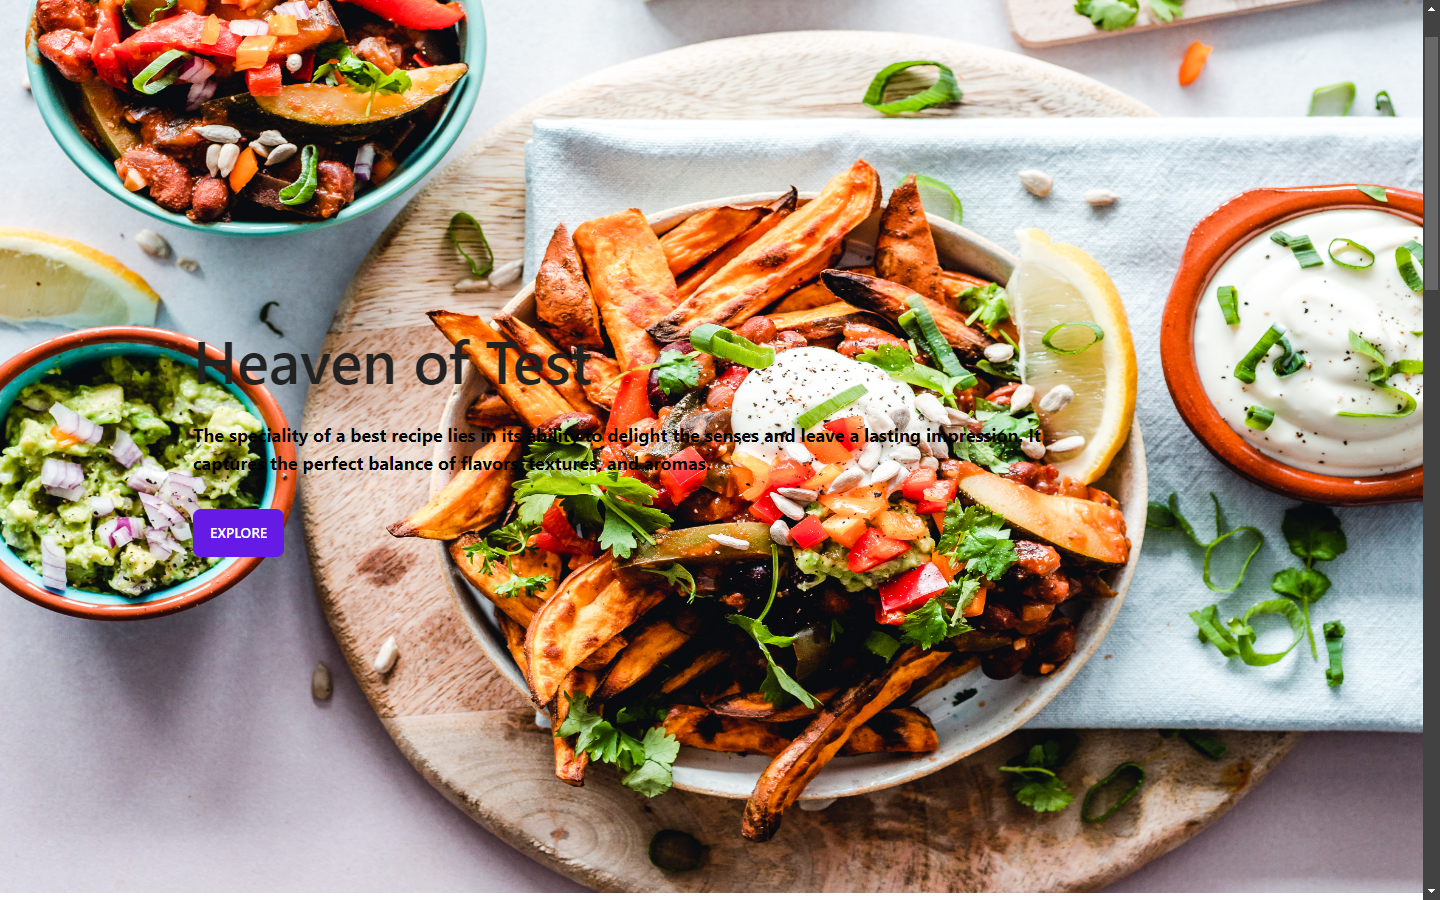 Heaven of Test
The speciality of a best recipe lies in its ability to delight the senses and leave a lasting impression. It
captures the perfect balance of flavors, textures, and aromas.
EXPLORE